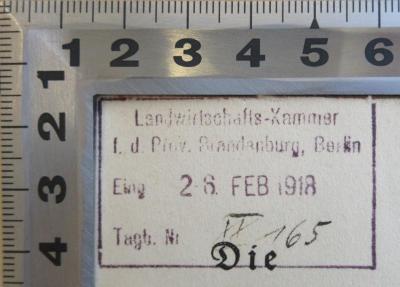 1 2 3 4 5 6
1 2 3 4
Landwirtschafts-Kammer
f. d. Prov. Brandenburg, Berlin
Eing. 26. FEB 1918
Tagb. Nr. II 165
Die